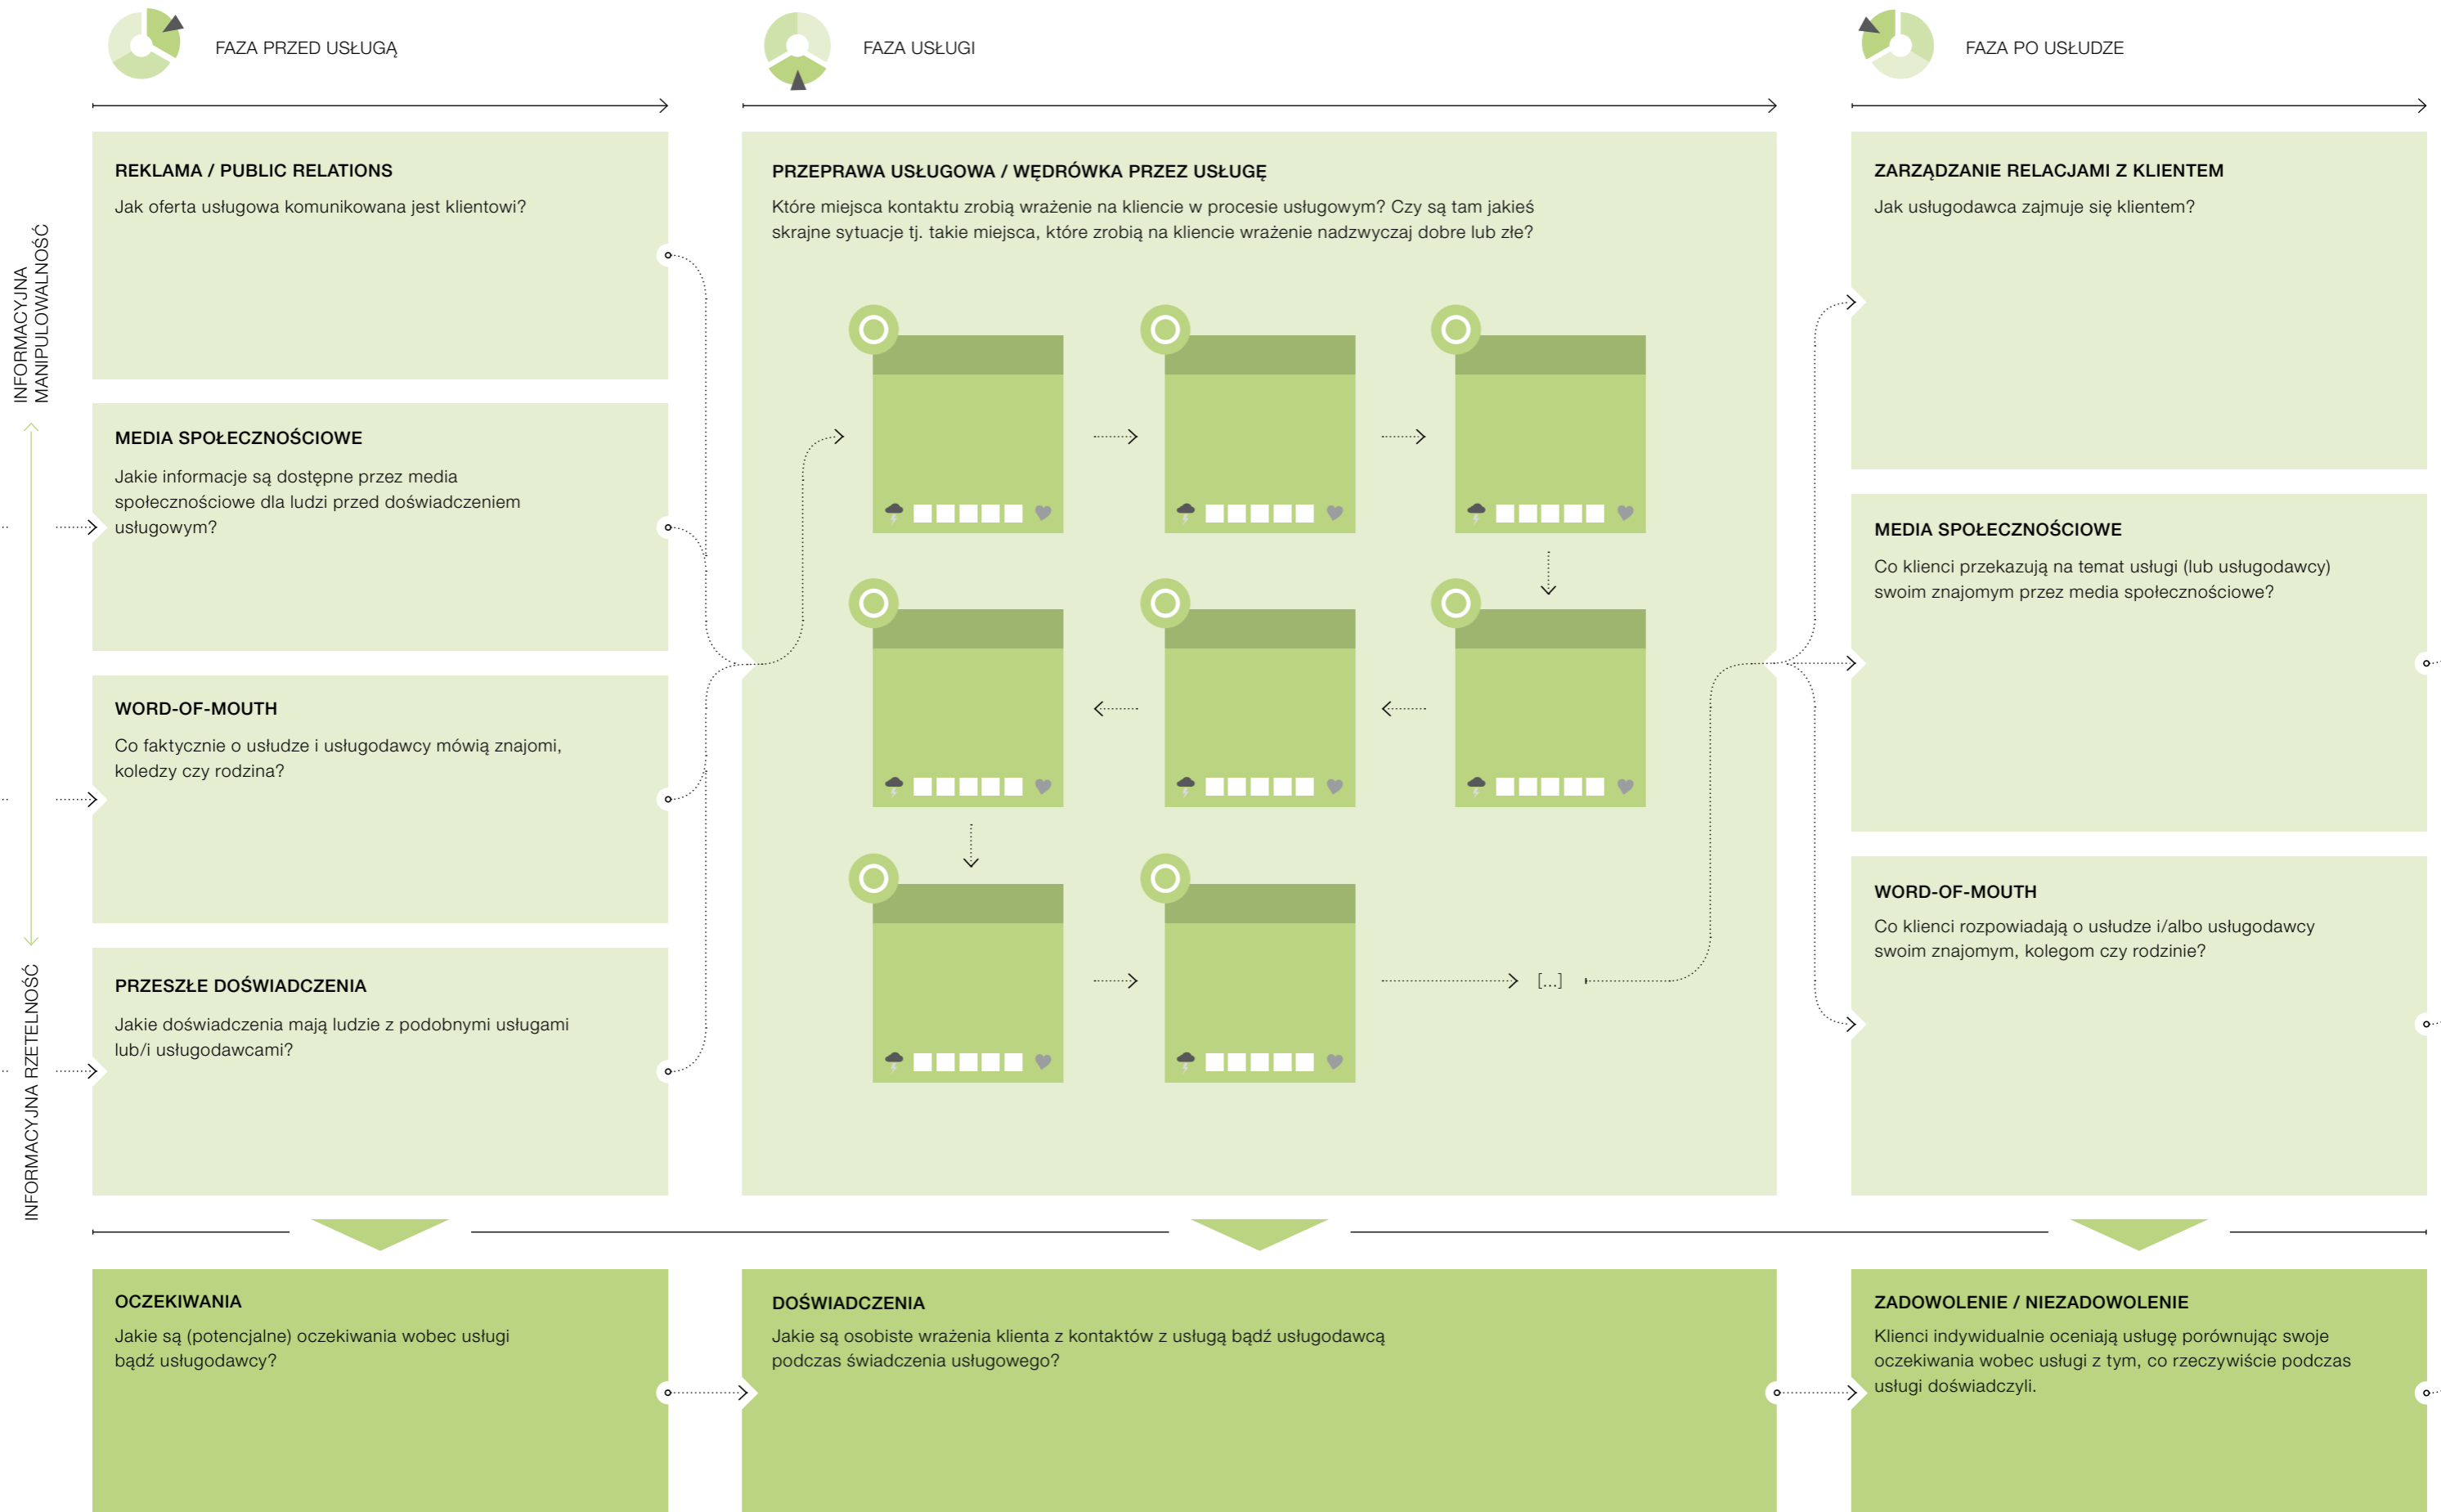 FAZA PRZED USŁUGĄ
FAZA USŁUGI
FAZA PO USŁUDZE
INFORMACYJNA
MANIPULOWALNOŚĆ
INFORMACYJNA RZETELNOŚĆ
REKLAMA / PUBLIC RELATIONS
Jak oferta usługowa komunikowana jest klientowi?
MEDIA SPOŁECZNOŚCIOWE
Jakie informacje są dostępne przez media
społecznościowe dla ludzi przed doświadczeniem
usługowym?
WORD-OF-MOUTH
Co faktycznie o usłudze i usługodawcy mówią znajomi,
koledzy czy rodzina?
PRZESZŁE DOŚWIADCZENIA
Jakie doświadczenia mają ludzie z podobnymi usługami
lub/i usługodawcami?
PRZEPRAWA USŁUGOWA / WĘDRÓWKA PRZEZ USŁUGĘ
Które miejsca kontaktu zrobią wrażenie na kliencie w procesie usługowym? Czy są tam jakieś
skrajne sytuacje tj. takie miejsca, które zrobią na kliencie wrażenie nadzwyczaj dobre lub złe?
[...]
ZARZĄDZANIE RELACJAMI Z KLIENTEM
Jak usługodawca zajmuje się klientem?
MEDIA SPOŁECZNOŚCIOWE
Co klienci przekazują na temat usługi (lub usługodawcy)
swoim znajomym przez media społecznościowe?
WORD-OF-MOUTH
Co klienci rozpowiadają o usłudze i/albo usługodawcy
swoim znajomym, kolegom czy rodzinie?
OCZEKIWANIA
Jakie są (potencjalne) oczekiwania wobec usługi
bądź usługodawcy?
DOŚWIADCZENIA
Jakie są osobiste wrażenia klienta z kontaktów z usługą bądź usługodawcą
podczas świadczenia usługowego?
ZADOWOLENIE / NIEZADOWOLENIE
Klienci indywidualnie oceniają usługę porównując swoje
oczekiwania wobec usługi z tym, co rzeczywiście podczas
usługi doświadczyli.